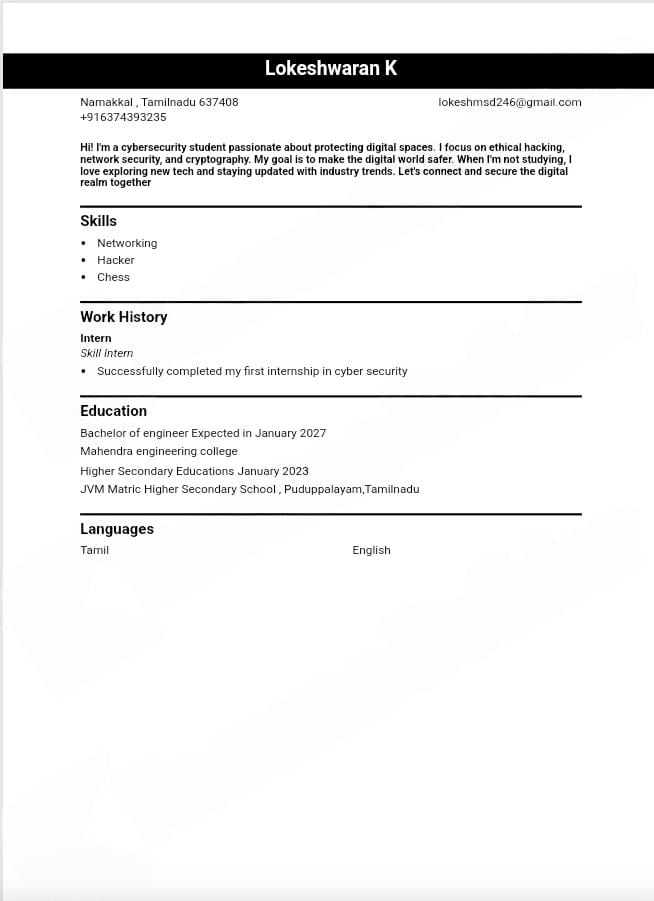 Lokeshwaran K
Namakkal , Tamilnadu 637408
lokeshmsd246@gmail.com
+916374393235
Hi! I'm a cybersecurity student passionate about protecting digital spaces. I focus on ethical hacking,
network security, and cryptography. My goal is to make the digital world safer. When I'm not studying, I
love exploring new tech and staying updated with industry trends. Let's connect and secure the digital
realm together
Skills
• Networking
• Hacker
• Chess
Work History
Intern
Skill Intern
• Successfully completed my first internship in cyber security
Education
Bachelor of engineer Expected in January 2027
Mahendra engineering college
Higher Secondary Educations January 2023
JVM Matric Higher Secondary School , Puduppalayam,Tamilnadu
Languages
Tamil
English